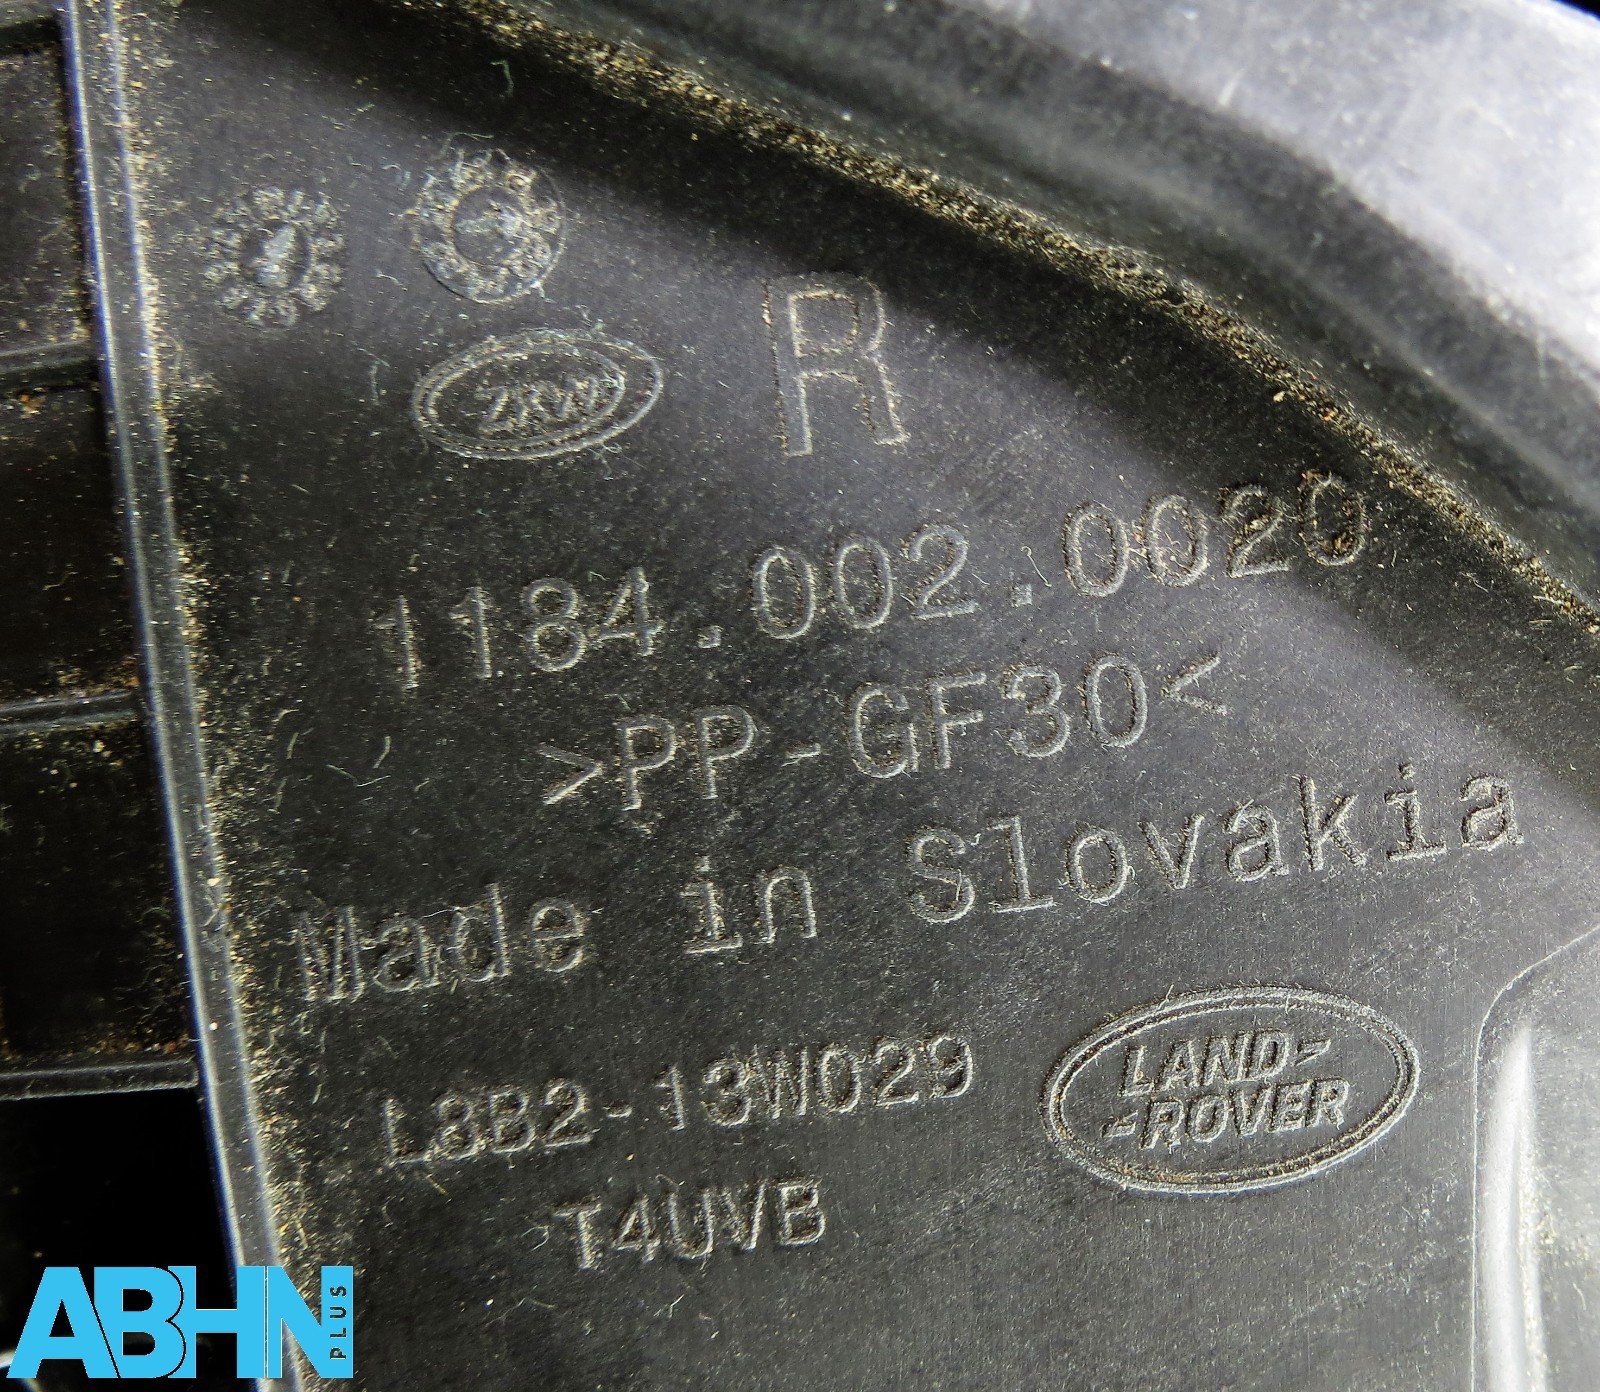 ZKW
R
1184.002.0020
>PP-GF30<
Made in Slovakia
L8B2-13W029
LAND-
-ROVER
T4UVB
ABHN
PLUS